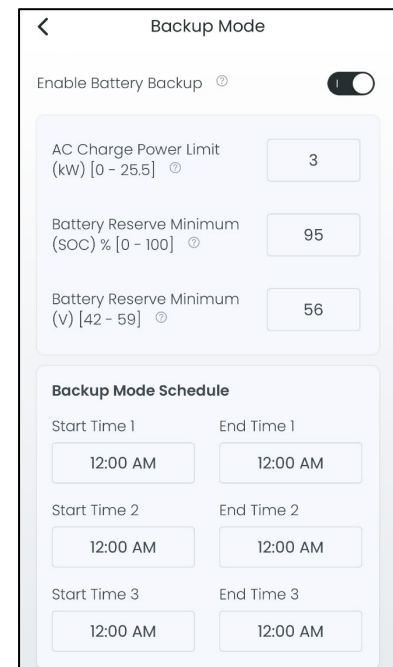 Backup Mode
Enable Battery Backup ?
AC Charge Power Limit
(kW) [0 - 25.5] ?
3
Battery Reserve Minimum
(SOC) % [0 - 100] ?
95
Battery Reserve Minimum
(V) [42 - 59] ?
56
Backup Mode Schedule
Start Time 1 End Time 1
12:00 AM 12:00 AM
Start Time 2 End Time 2
12:00 AM 12:00 AM
Start Time 3 End Time 3
12:00 AM 12:00 AM